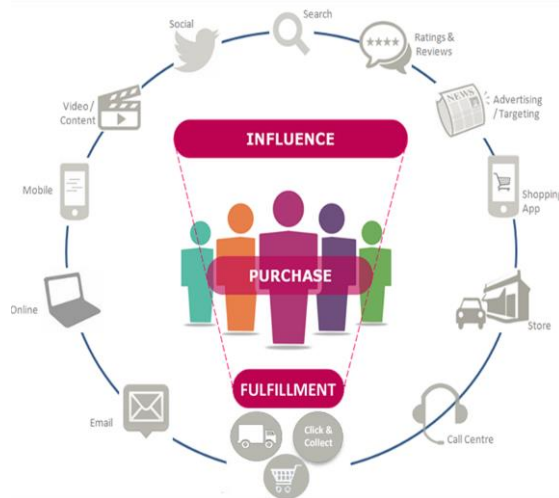 Search
Social
Ratings &
Reviews
Video /
Content
NEWS
Advertising
/ Targeting
INFLUENCE
Mobile
Shopping
App
PURCHASE
Online
Store
FULFILLMENT
Email
Click &
Collect
Call Centre